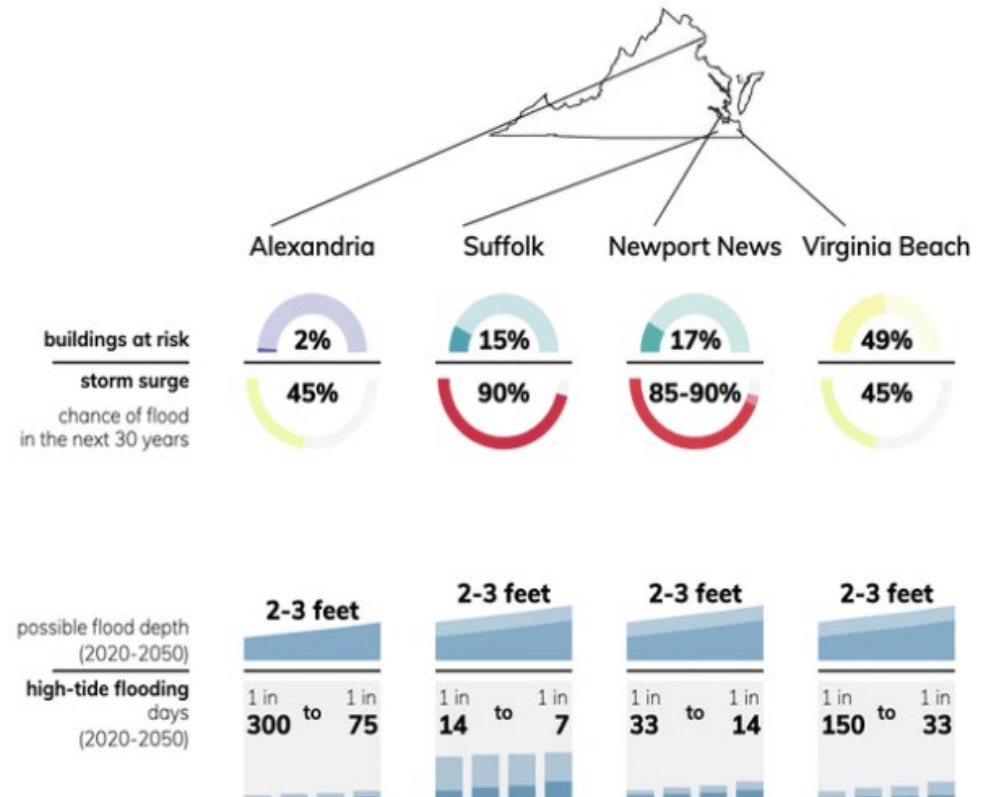 Alexandria Suffolk Newport News Virginia Beach
buildings at risk 2% 15% 17% 49%
storm surge
chance of flood
in the next 30 years
45% 90% 85-90% 45%
2-3 feet 2-3 feet 2-3 feet 2-3 feet
possible flood depth
(2020-2050)
high-tide flooding
days
(2020-2050)
1 in 300 to 1 in 75
1 in 14 to 1 in 7
1 in 33 to 1 in 14
1 in 150 to 1 in 33